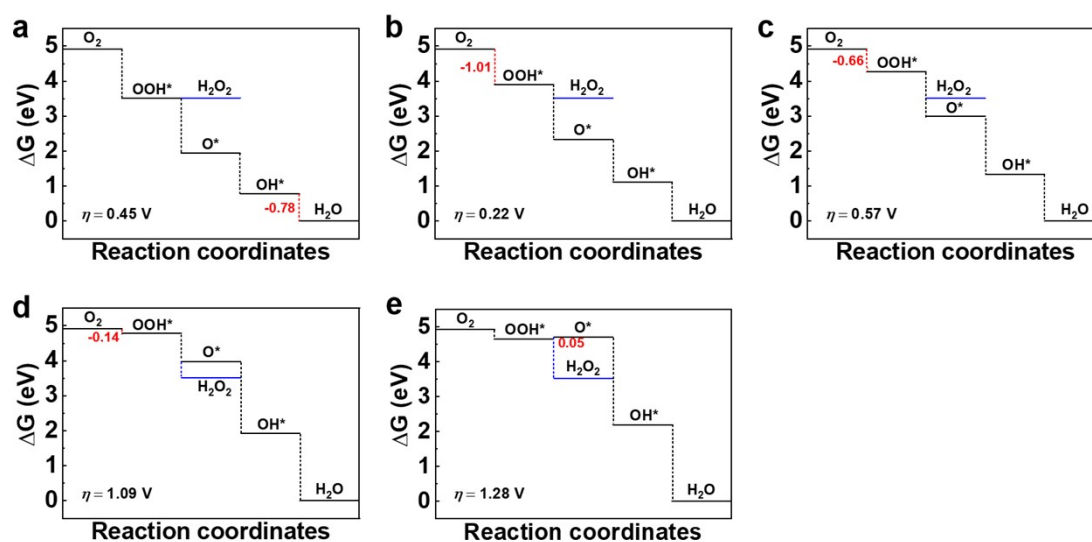 a
ΔG (eV)
5
4
3
2
1
0
O₂
OOH*
H₂O₂
O*
OH*
-0.78
H₂O
η = 0.45 V
Reaction coordinates
b
ΔG (eV)
5
4
3
2
1
0
O₂
-1.01
OOH*
H₂O₂
O*
OH*
H₂O
η = 0.22 V
Reaction coordinates
c
ΔG (eV)
5
4
3
2
1
0
O₂
-0.66
OOH*
H₂O₂
O*
OH*
H₂O
η = 0.57 V
Reaction coordinates
d
ΔG (eV)
5
4
3
2
1
0
O₂
-0.14
OOH*
O*
H₂O₂
OH*
H₂O
η = 1.09 V
Reaction coordinates
e
ΔG (eV)
5
4
3
2
1
0
O₂
OOH*
O*
0.05
H₂O₂
OH*
H₂O
η = 1.28 V
Reaction coordinates